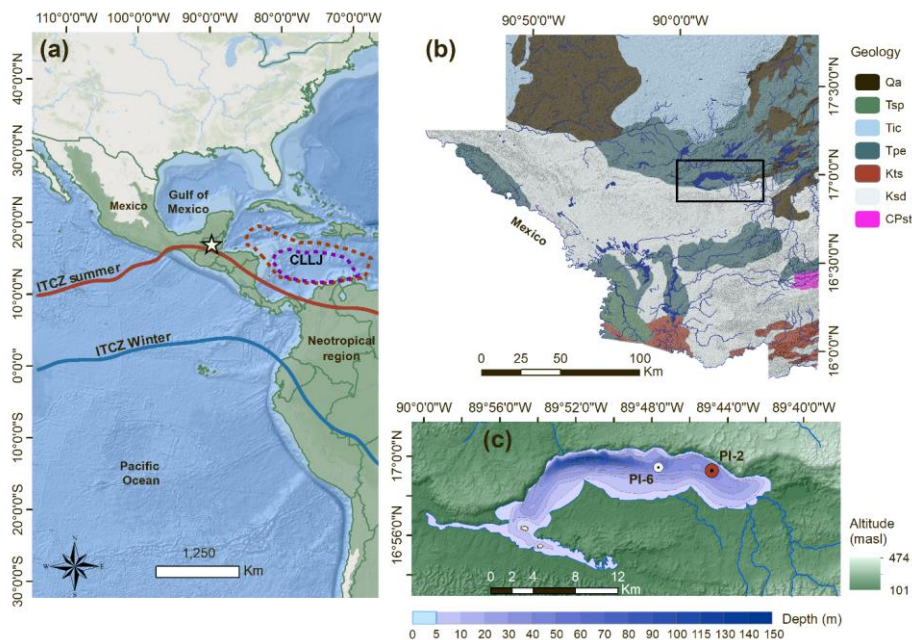 110°0'W 100°0'W 90°0'W 80°0'W 70°0'W
(a)
40°0'0"N
30°0'0"N
20°0'0"N
10°0'0"N
0°0'0"
10°0'0"S
20°0'0"S
30°0'0"S
Gulf of
Mexico
Mexico
CLLJ
ITCZ summer
ITCZ Winter
Neotropical
region
Pacific
Ocean
N
W E
S
1,250
Km
90°50'0"W 90°0'0"W
(b)
17°30'0"N
17°0'0"N
16°30'0"N
16°0'0"N
Mexico
0 25 50 100
Km
Geology
Qa
Tsp
Tic
Tpe
Kts
Ksd
CPst
90°0'0"W 89°56'0"W 89°52'0"W 89°48'0"W 89°44'0"W 89°40'0"W
(c)
17°0'0"N
16°56'0"N
PI-2
PI-6
0 2 4 8 12
Km
Altitude
(masl)
474
101
0 5 10 20 30 40 50 60 70 80 90 100 115 130 145 150
Depth (m)